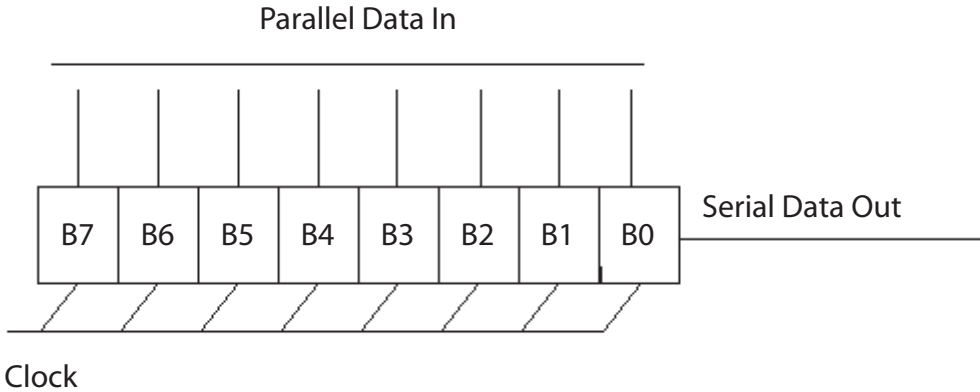 Parallel Data In
B7 B6 B5 B4 B3 B2 B1 B0
Serial Data Out
Clock